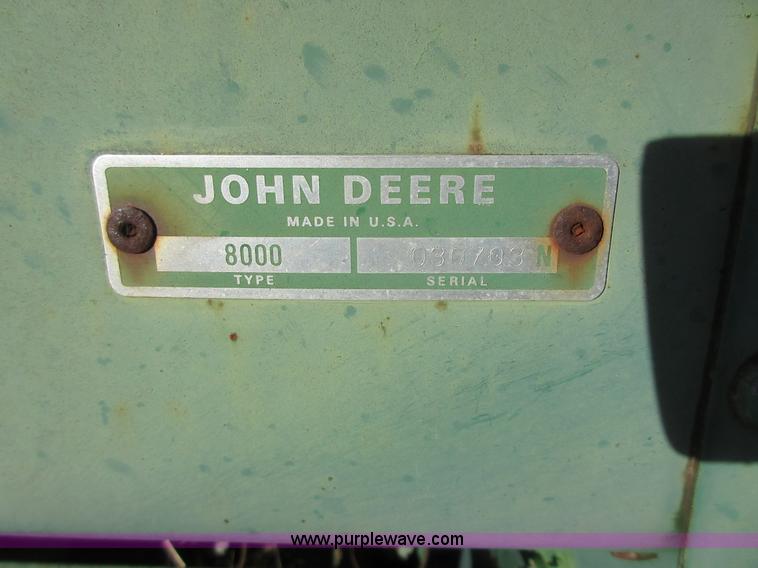 JOHN DEERE
MADE IN U.S.A.
8000 N
TYPE SERIAL
www.purplewave.com